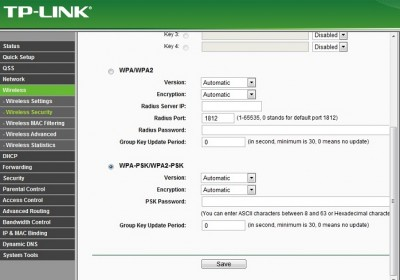 TP-LINK®
Status
Quick Setup
QSS
Network
Wireless
- Wireless Settings
- Wireless Security
- Wireless MAC Filtering
- Wireless Advanced
- Wireless Statistics
DHCP
Forwarding
Security
Parental Control
Access Control
Advanced Routing
Bandwidth Control
IP & MAC Binding
Dynamic DNS
System Tools
Key 3: Disabled
Key 4: Disabled
WPA/WPA2
Version: Automatic
Encryption: Automatic
Radius Server IP:
Radius Port: 1812 (1-65535, 0 stands for default port 1812)
Radius Password:
Group Key Update Period: 0 (in second, minimum is 30, 0 means no update)
WPA-PSK/WPA2-PSK
Version: Automatic
Encryption: Automatic
PSK Password:
(You can enter ASCII characters between 8 and 63 or Hexadecimal characte
Group Key Update Period: 0 (in second, minimum is 30, 0 means no update)
Save